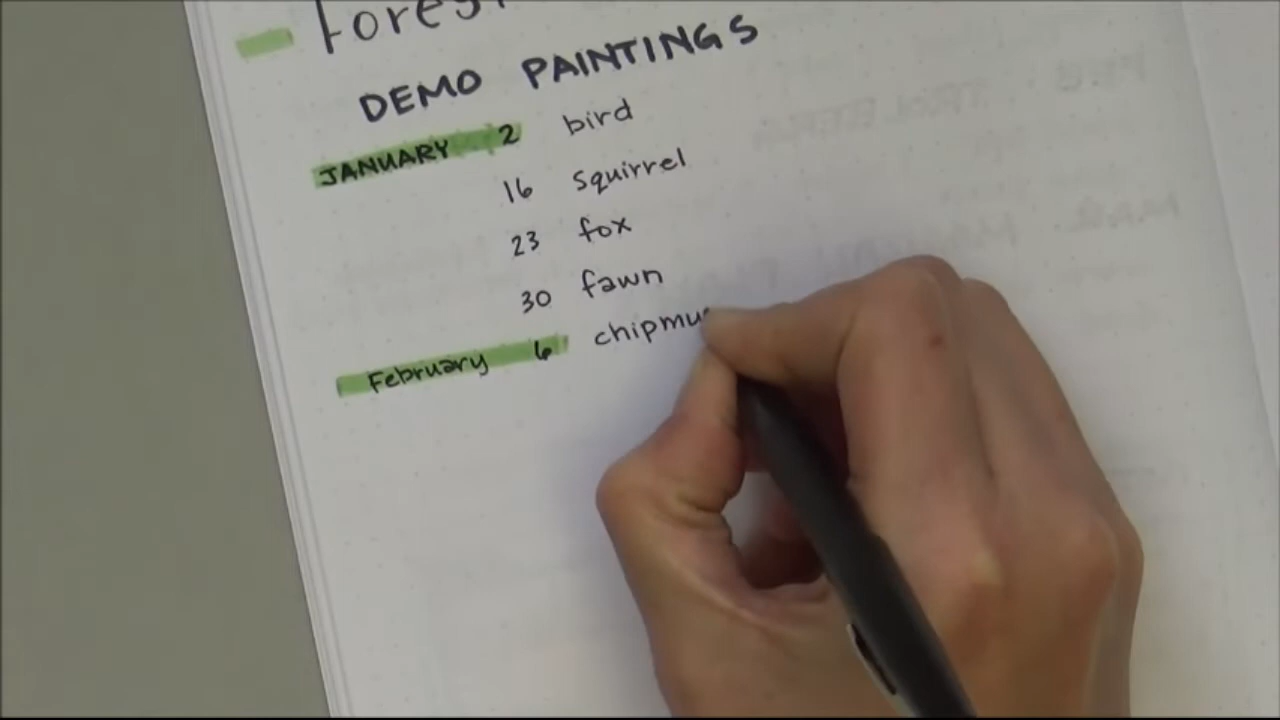 DEMO PAINTINGS
JANUARY 2 bird
16 squirrel
23 fox
30 fawn
February 6 chipmu